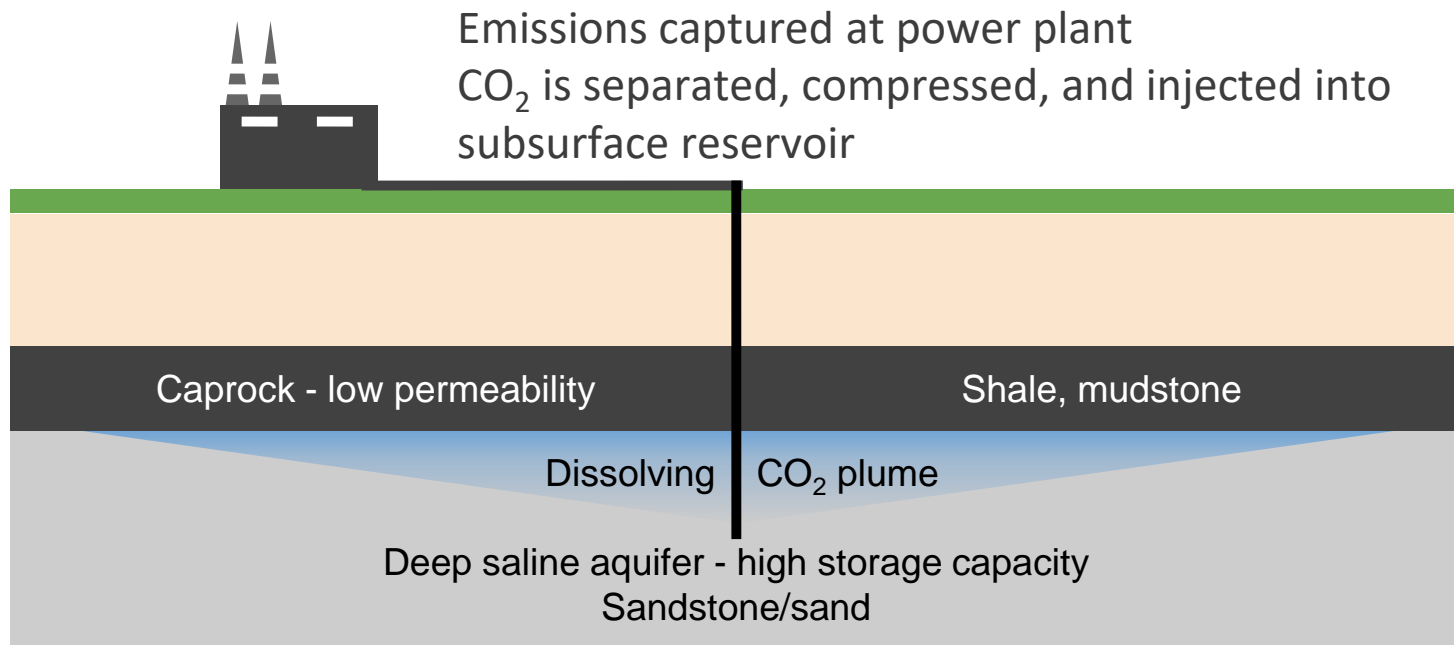 Emissions captured at power plant
CO₂ is separated, compressed, and injected into
subsurface reservoir
Caprock - low permeability
Shale, mudstone
Dissolving CO₂ plume
Deep saline aquifer - high storage capacity
Sandstone/sand